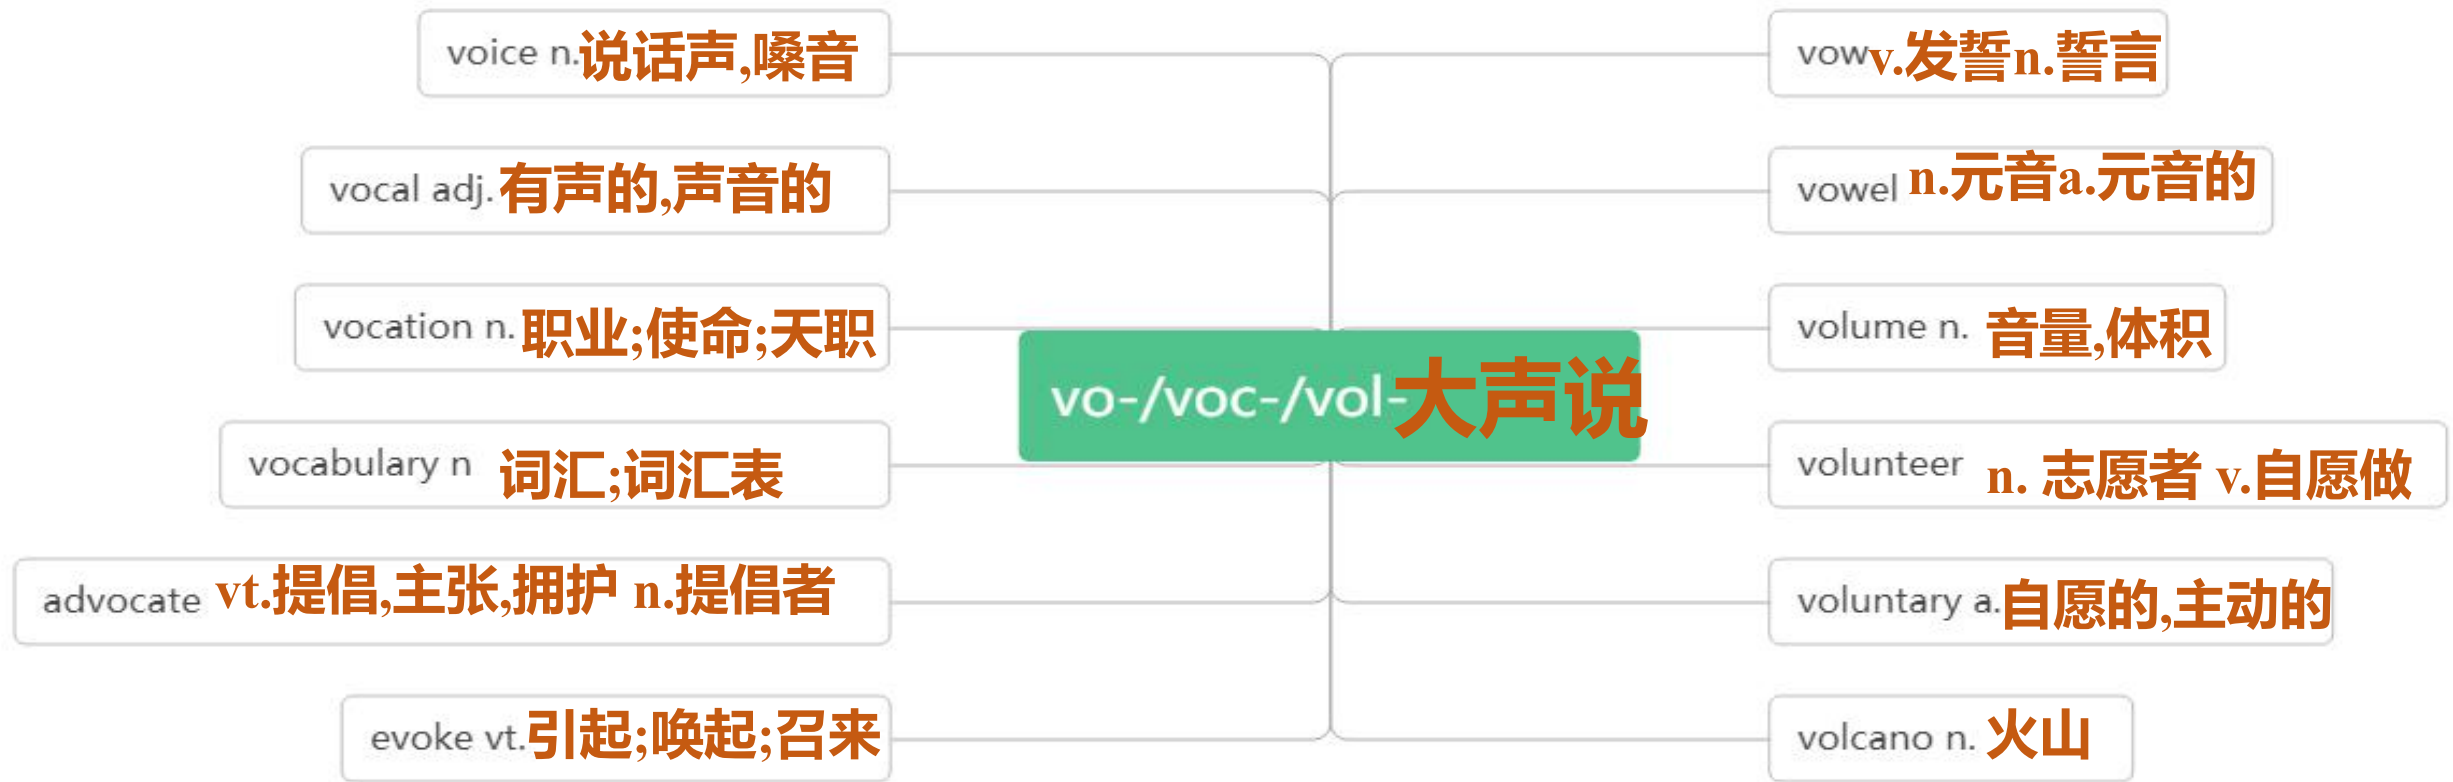 voice n.说话声,嗓音
vocal adj.有声的,声音的
vocation n.职业;使命;天职
vocabulary n 词汇;词汇表
advocate vt.提倡,主张,拥护 n.提倡者
evoke vt.引起;唤起;召来
vo-/voc-/vol-大声说
vowv.发誓n.誓言
vowel n.元音a.元音的
volume n. 音量,体积
volunteer n. 志愿者 v.自愿做
voluntary a.自愿的,主动的
volcano n. 火山